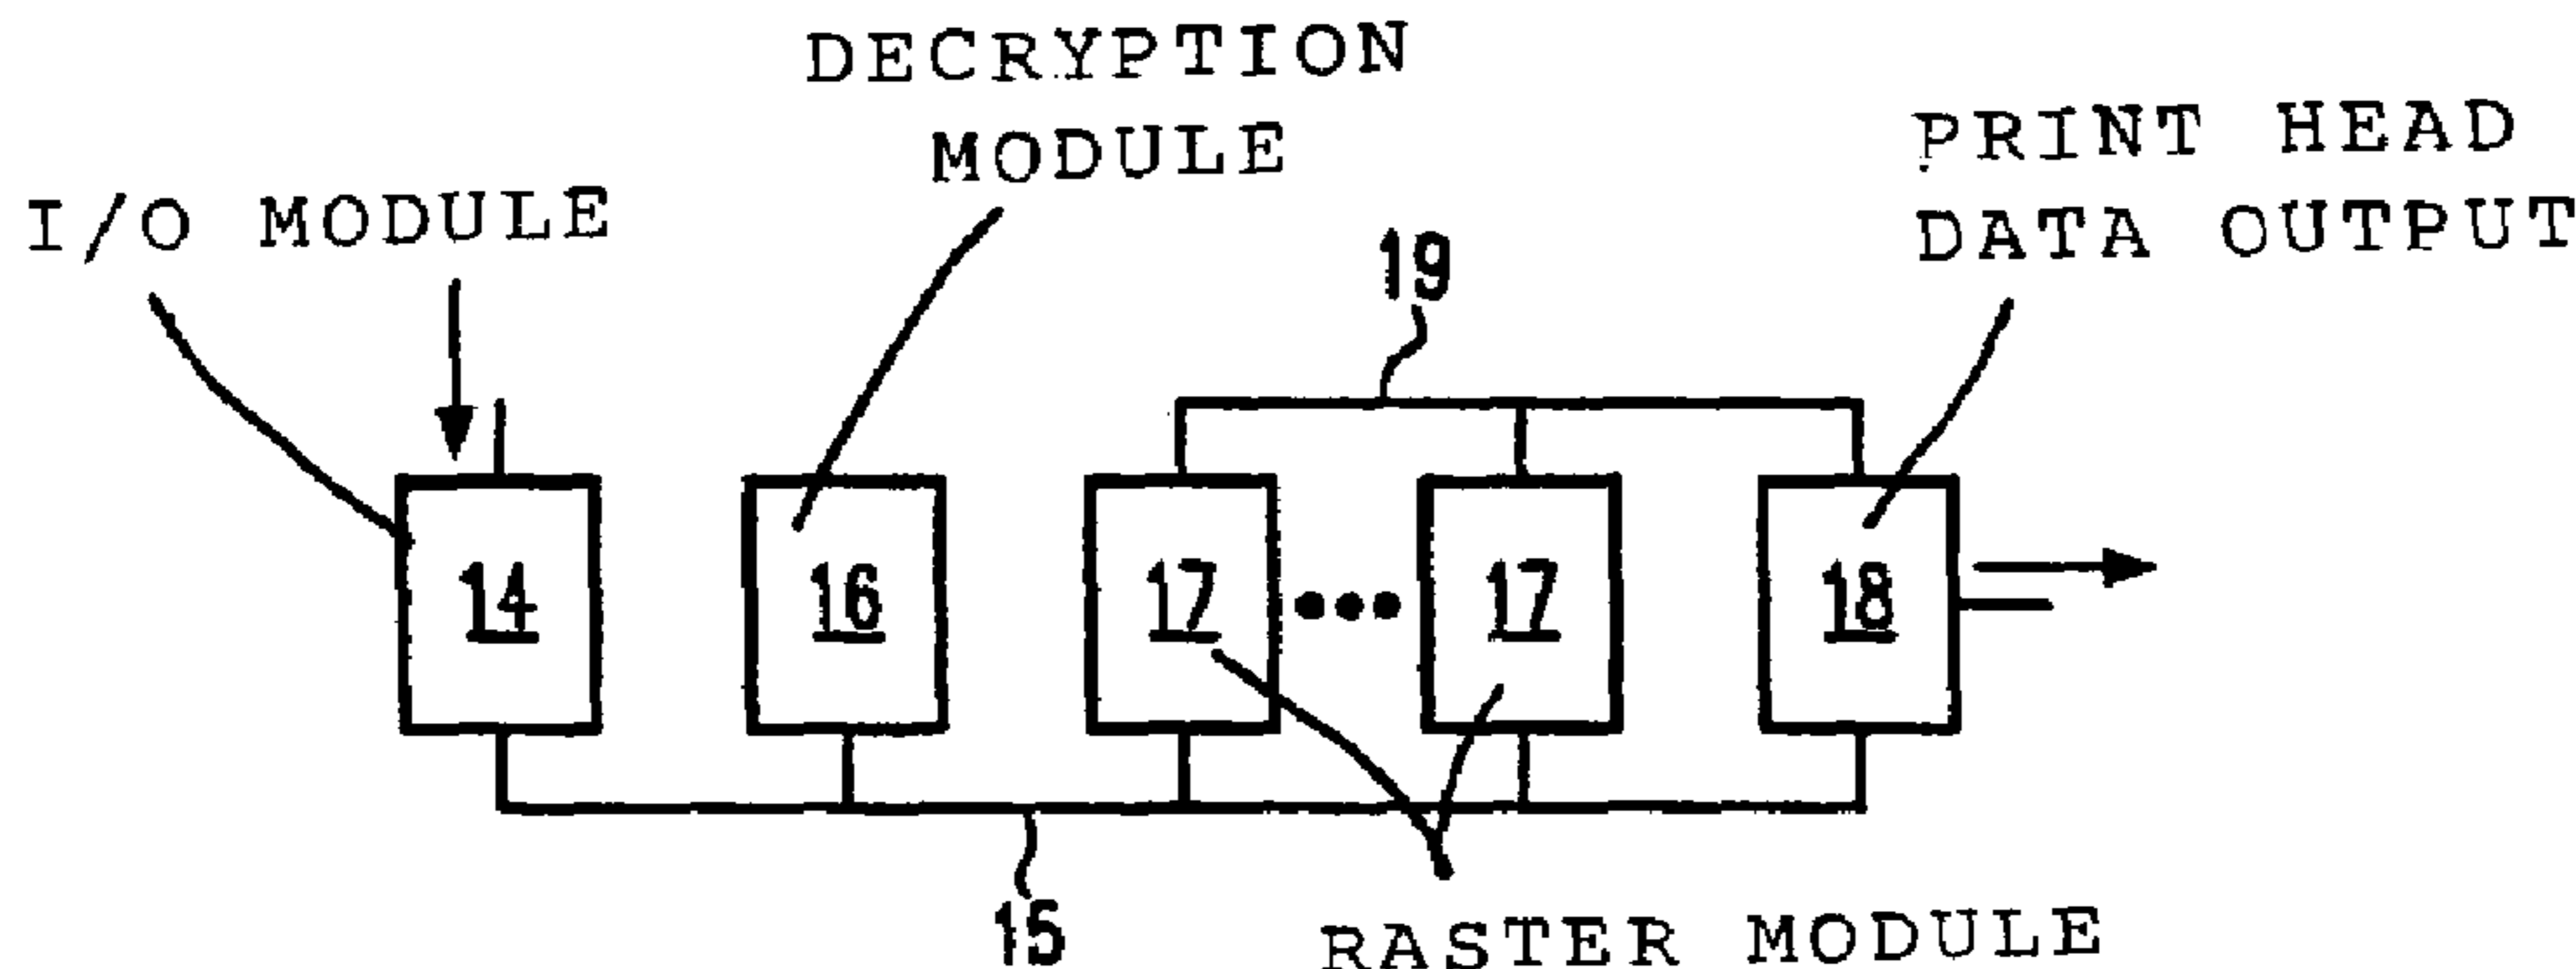 DECRYPTION
MODULE
I/O MODULE
PRINT HEAD
DATA OUTPUT
19
14
16
17
17
18
15
RASTER MODULE